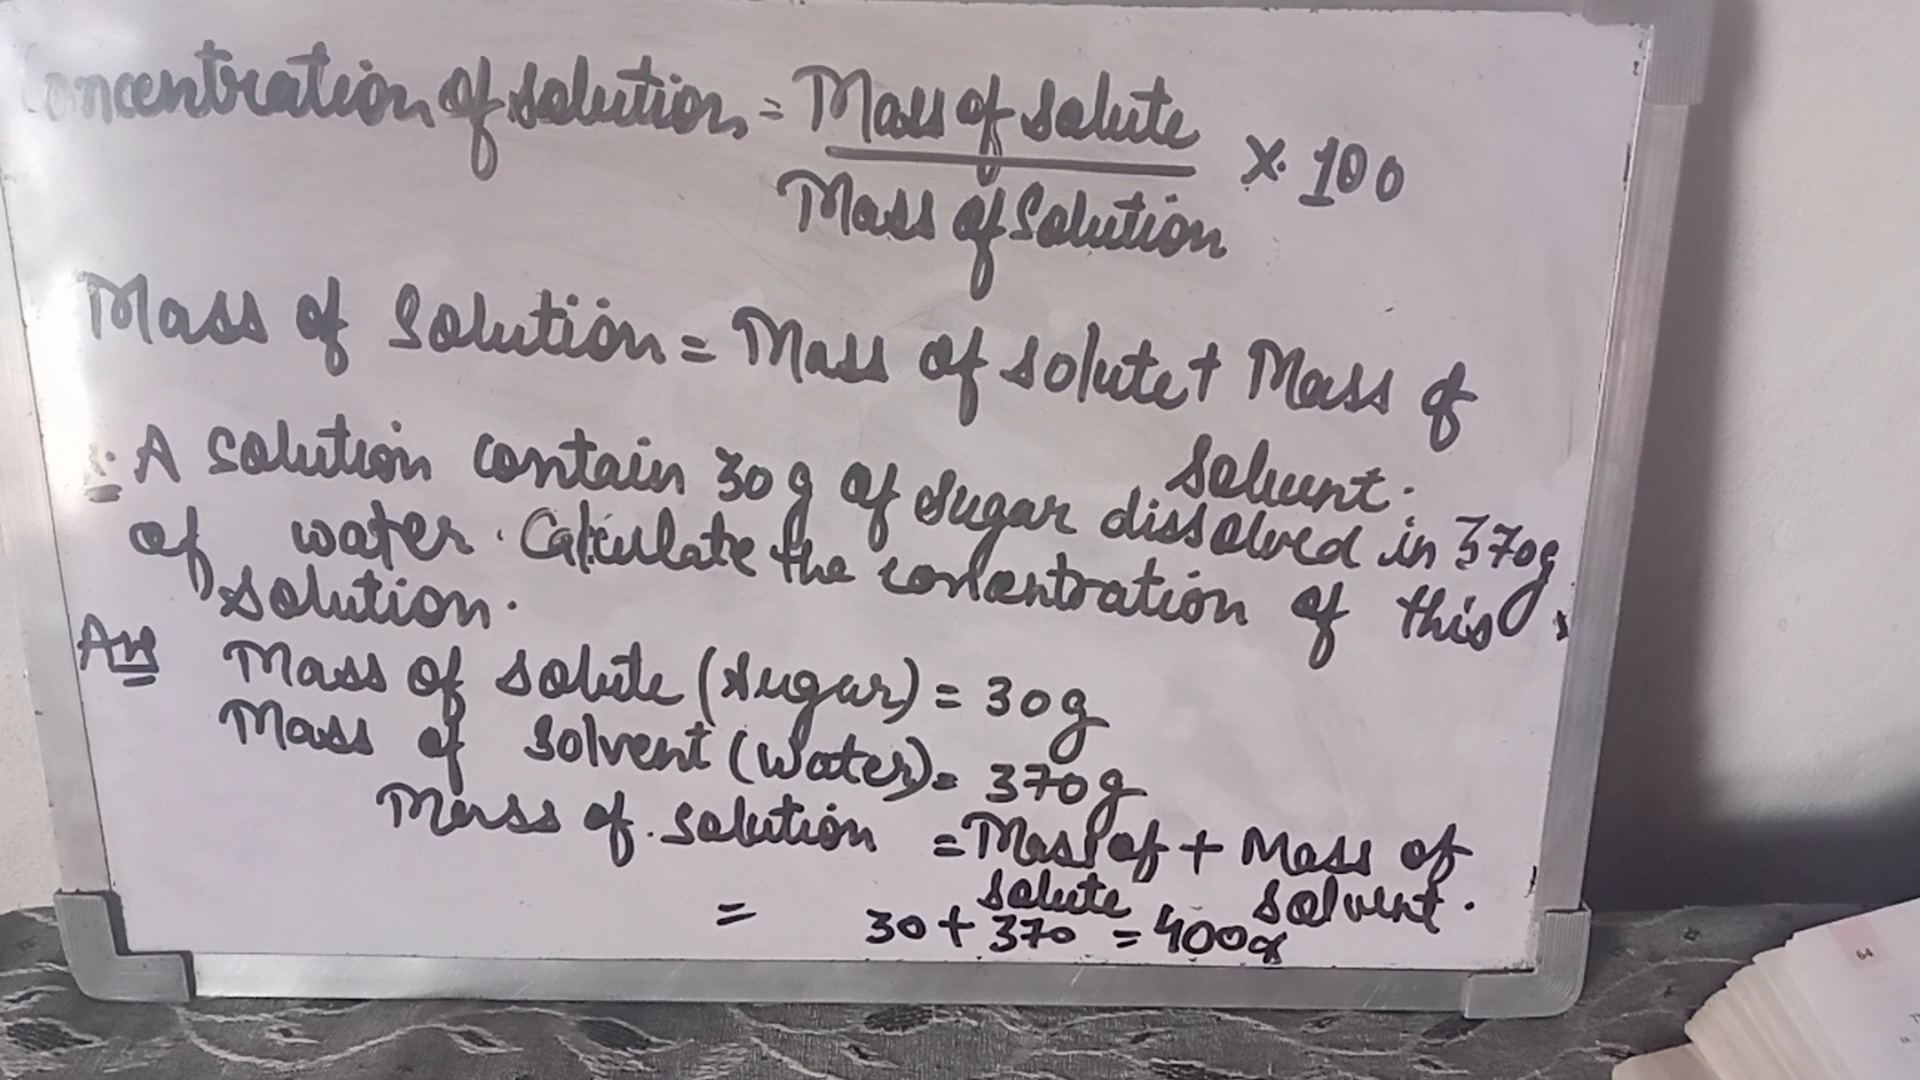 Concentration of solution = Mass of solute × 100
Mass of Solution
Mass of Solution = Mass of solute + Mass of
solvent.
A solution contain 30g of sugar dissolved in 370g
of water. Calculate the concentration of this
solution.
Ans Mass of solute (sugar) = 30g
Mass of solvent (water) = 370g
Mass of solution = Mass of + Mass of
solute solvent.
= 30 + 370 = 400g
64